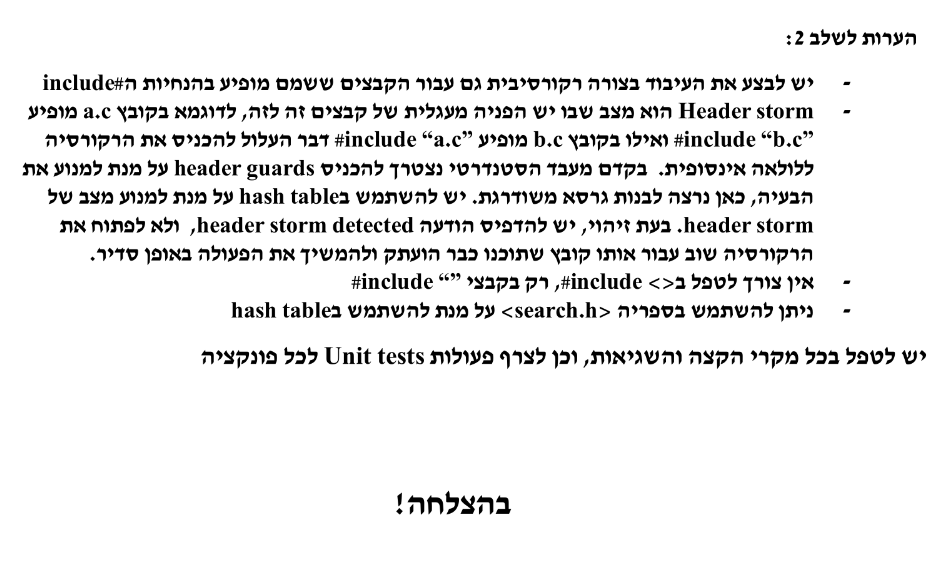 הערות לשלב 2:
- יש לבצע את העיבוד בצורה רקורסיבית גם עבור הקבצים ששמם מופיע בהנחיות ה#include
- Header storm הוא מצב שבו יש הפניה מעגלית של קבצים זה לזה, לדוגמא בקובץ a.c מופיע
#include “b.c” ואילו בקובץ b.c מופיע #include “a.c” דבר העלול להכניס את הרקורסיה
ללולאה אינסופית. בקדם מעבד הסטנדרטי נצטרך להכניס header guards על מנת למנוע את
הבעיה, כאן נרצה לבנות גרסא משודרגת. יש להשתמש בhash table על מנת למנוע מצב של
header storm. בעת זיהוי, יש להדפיס הודעה header storm detected, ולא לפתוח את
הרקורסיה שוב עבור אותו קובץ שתוכנו כבר הועתק ולהמשיך את הפעולה באופן סדיר.
- אין צורך לטפל ב<> #include, רק בקבצי “” #include
- ניתן להשתמש בספריה <search.h> על מנת להשתמש בhash table
יש לטפל בכל מקרי הקצה והשגיאות, וכן לצרף פעולות Unit tests לכל פונקציה
בהצלחה!